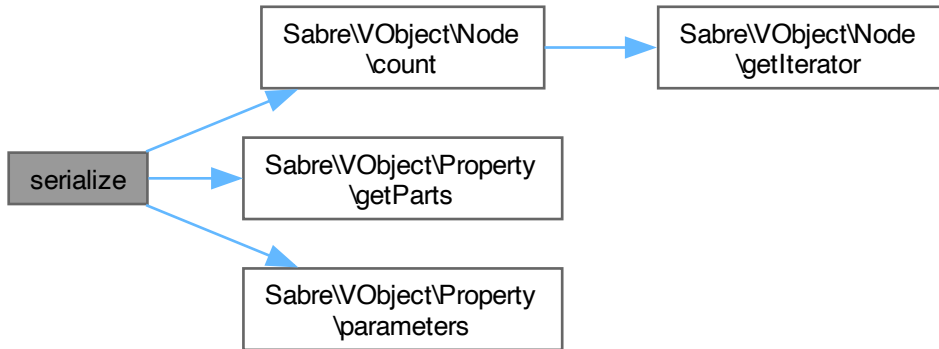 Sabre\VObject\Node
\count
Sabre\VObject\Node
\getIterator
serialize
Sabre\VObject\Property
\getParts
Sabre\VObject\Property
\parameters